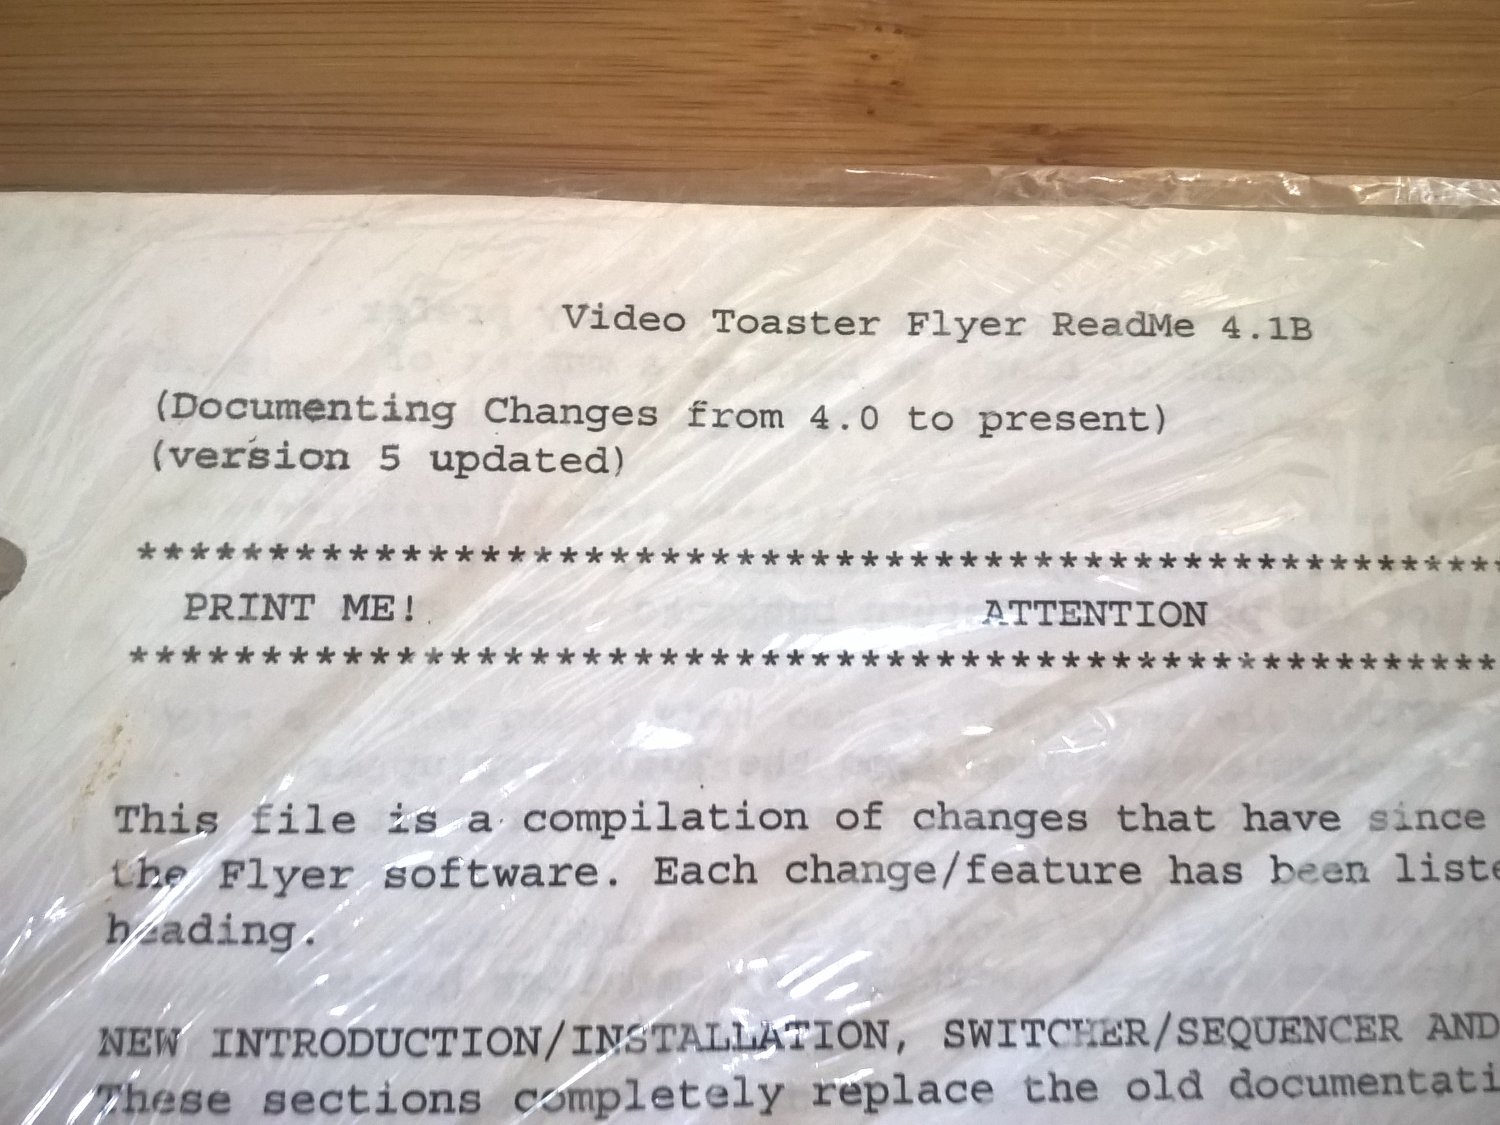 Video Toaster Flyer ReadMe 4.1B
(Documenting Changes from 4.0 to present)
(version 5 updated)
****************************************************
PRINT ME! ATTENTION
****************************************************
This file is a compilation of changes that have since
the Flyer software. Each change/feature has been liste
heading.
NEW INTRODUCTION/INSTALLATION, SWITCHER/SEQUENCER AND
These sections completely replace the old documentati